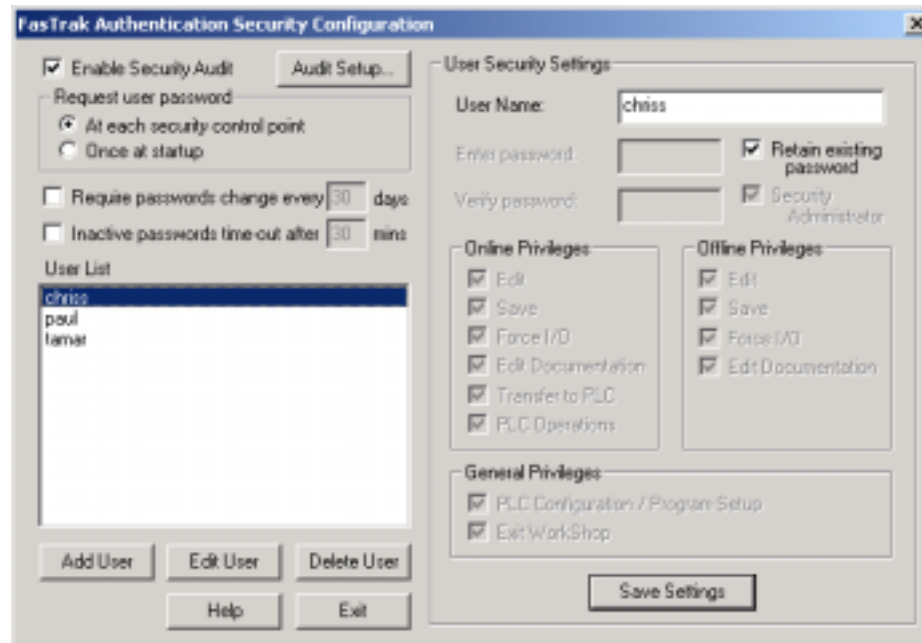 FasTrak Authentication Security Configuration
Enable Security Audit
Audit Setup...
Request user password
At each security control point
Once at startup
Require passwords change every 30 days
Inactive passwords time-out after 30 mins
User List
chriss
paul
tamar
Add User
Edit User
Delete User
Help
Exit
User Security Settings
User Name: chriss
Enter password:
Retain existing
password
Verify password:
Security
Administrator
Online Privileges
Edit
Save
Force I/O
Edit Documentation
Transfer to PLC
PLC Operations
Offline Privileges
Edit
Save
Force I/O
Edit Documentation
General Privileges
PLC Configuration / Program Setup
Exit WorkShop
Save Settings